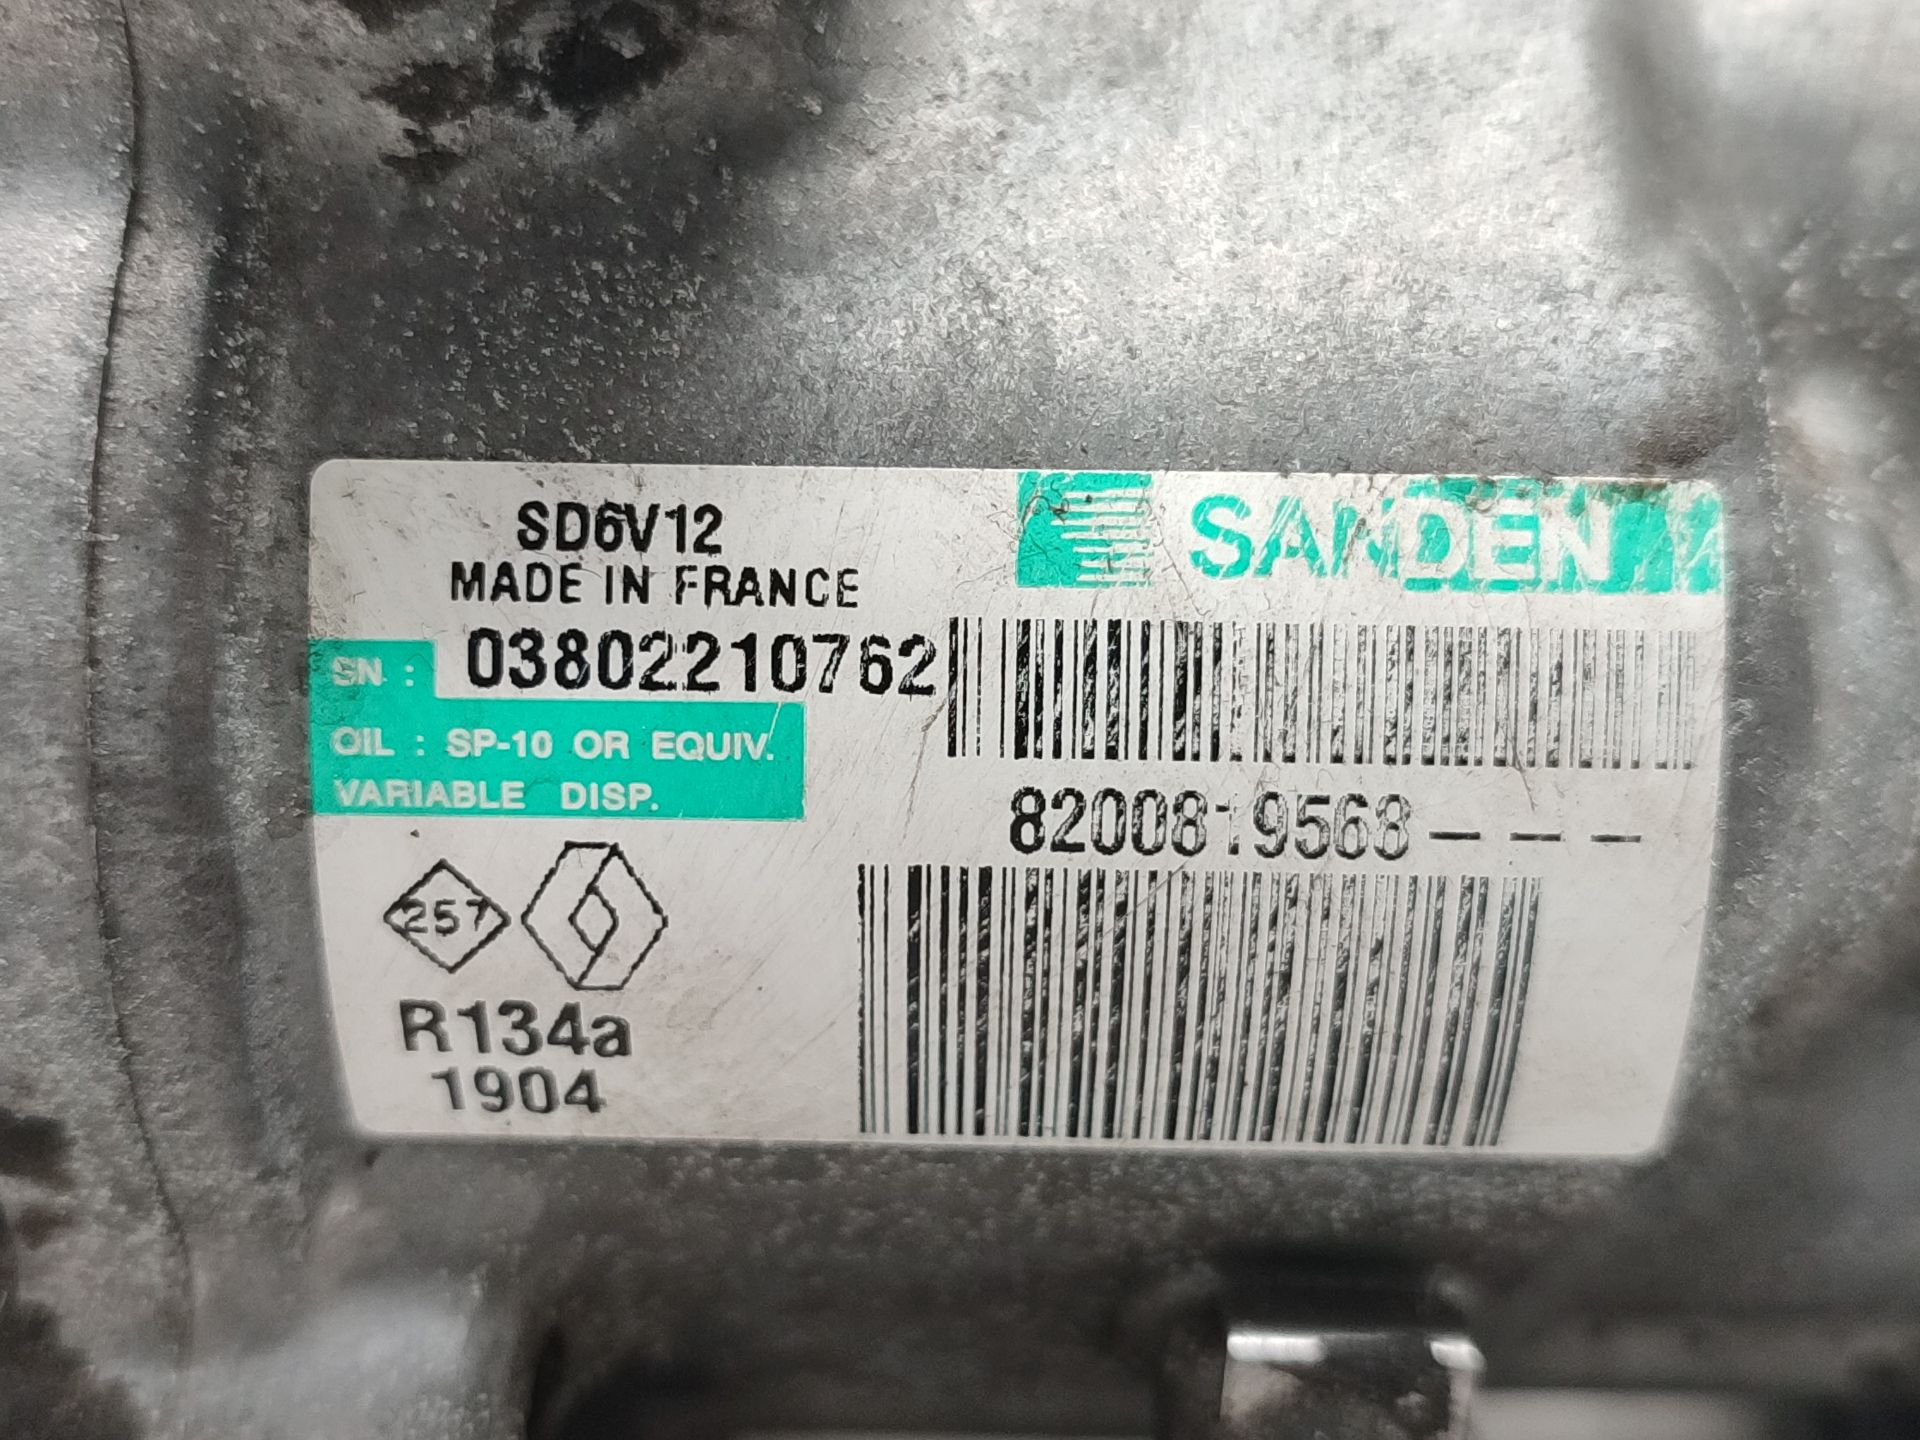 SD6V12
SANDEN
MADE IN FRANCE
SN : 03802210762
OIL : SP-10 OR EQUIV.
VARIABLE DISP.
8200819568---
257
R134a
1904